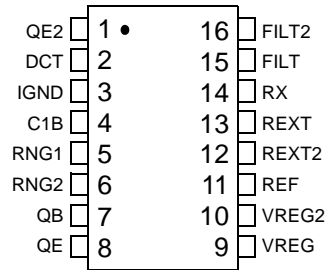 QE2 1 16 FILT2
DCT 2 15 FILT
IGND 3 14 RX
C1B 4 13 REXT
RNG1 5 12 REXT2
RNG2 6 11 REF
QB 7 10 VREG2
QE 8 9 VREG